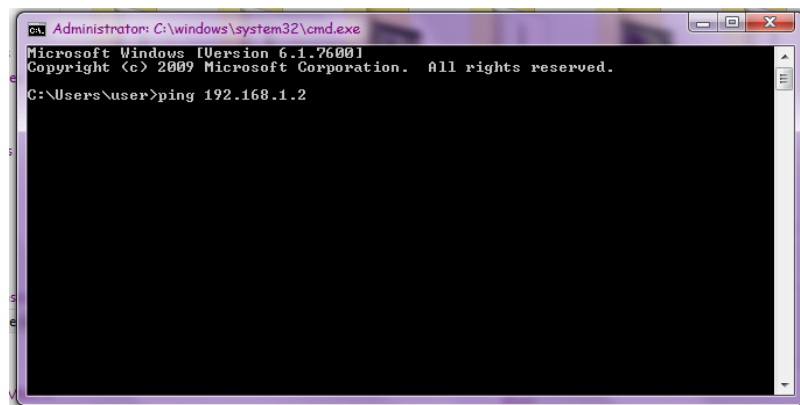 Administrator: C:\windows\system32\cmd.exe
Microsoft Windows [Version 6.1.7600]
Copyright (c) 2009 Microsoft Corporation.  All rights reserved.
C:\Users\user>ping 192.168.1.2